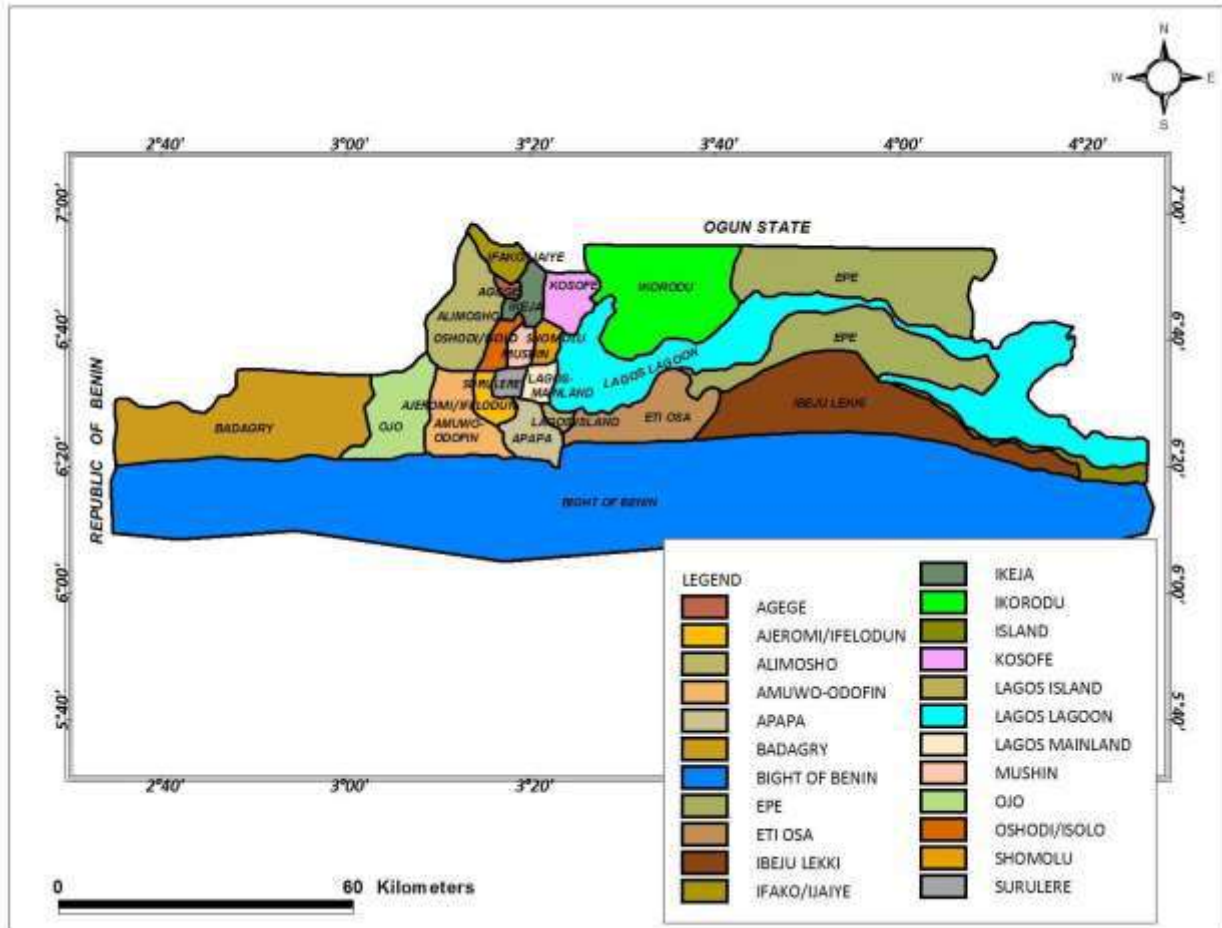 N
W E
S
2°40' 3°00' 3°20' 3°40' 4°00' 4°20'
7°00' 7°00'
OGUN STATE
IFAKO/IJAIYE
KOSOFE
IKORODU
EPE
AGEGE
IKEJA
ALIMOSHO
OSHODI/ISOLO
SHOMOLU
MUSHIN
6°40' 6°40'
EPE
LAGOS LAGOON
SURULERE
LAGOS-
MAINLAND
REPUBLIC OF BENIN
BADAGRY
OJO
AJEROMI/IFELODUN
AMUWO-
ODOFIN
APAPA
LAGOS ISLAND
ETI OSA
IBEJU LEKKI
6°20' 6°20'
BIGHT OF BENIN
6°00' 6°00'
5°40' 5°40'
2°40' 3°00' 3°20'
LEGEND
AGEGE
AJEROMI/IFELODUN
ALIMOSHO
AMUWO-ODOFIN
APAPA
BADAGRY
BIGHT OF BENIN
EPE
ETI OSA
IBEJU LEKKI
IFAKO/IJAIYE
IKEJA
IKORODU
ISLAND
KOSOFE
LAGOS ISLAND
LAGOS LAGOON
LAGOS MAINLAND
MUSHIN
OJO
OSHODI/ISOLO
SHOMOLU
SURULERE
0 60 Kilometers